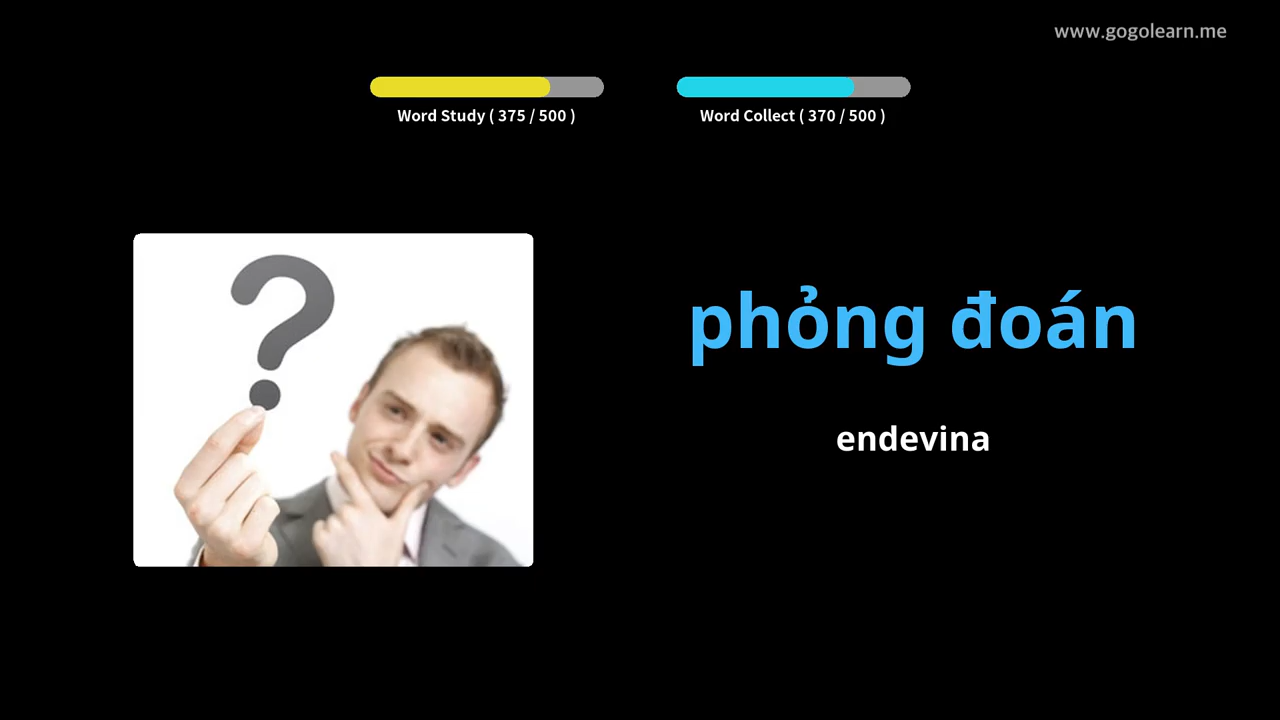 www.gogolearn.me
Word Study ( 375 / 500 )
Word Collect ( 370 / 500 )
?
phỏng đoán
endevina